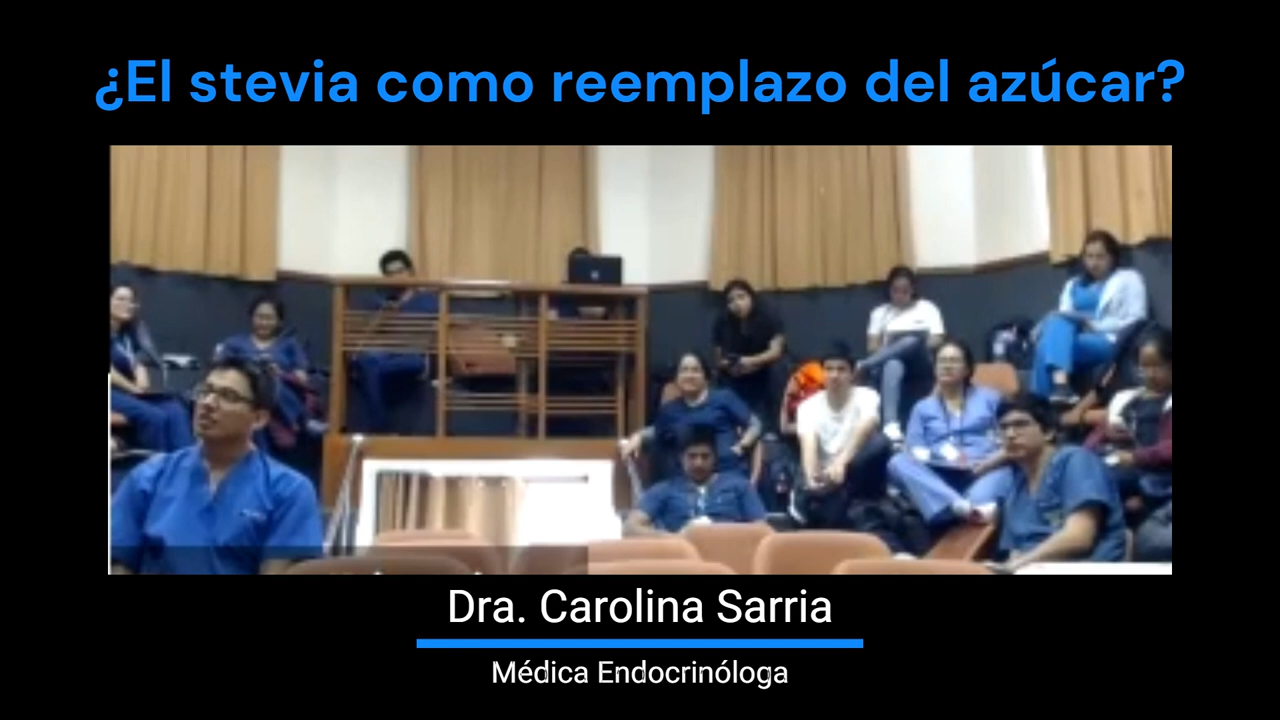 ¿El stevia como reemplazo del azúcar?
Dra. Carolina Sarria
Médica Endocrinóloga